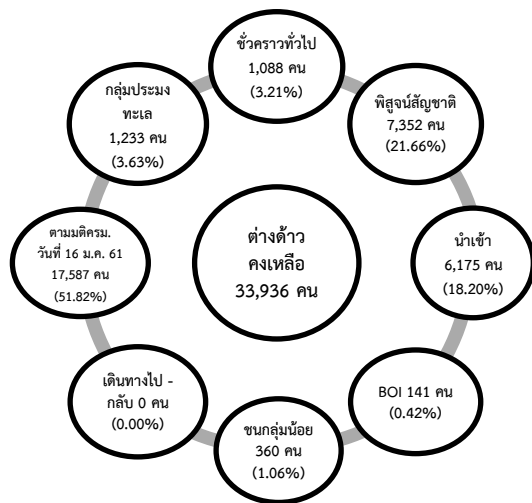 ชั่วคราวทั่วไป
1,088 คน
(3.21%)
พิสูจน์สัญชาติ
7,352 คน
(21.66%)
นำเข้า
6,175 คน
(18.20%)
BOI 141 คน
(0.42%)
ชนกลุ่มน้อย
360 คน
(1.06%)
เดินทางไป -
กลับ 0 คน
(0.00%)
ตามมติครม.
วันที่ 16 ม.ค. 61
17,587 คน
(51.82%)
กลุ่มประมง
ทะเล
1,233 คน
(3.63%)
ต่างด้าว
คงเหลือ
33,936 คน